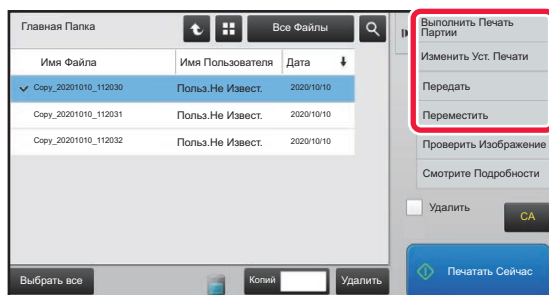 Главная Папка
Все Файлы
Имя Файла
Имя Пользователя
Дата
Copy_20201010_112030
Польз.Не Извест.
2020/10/10
Copy_20201010_112031
Польз.Не Извест.
2020/10/10
Copy_20201010_112032
Польз.Не Извест.
2020/10/10
Выбрать все
Копий
Удалить
Выполнить Печать
Партии
Изменить Уст. Печати
Передать
Переместить
Проверить Изображение
Смотрите Подробности
Удалить
CA
Печатать Сейчас